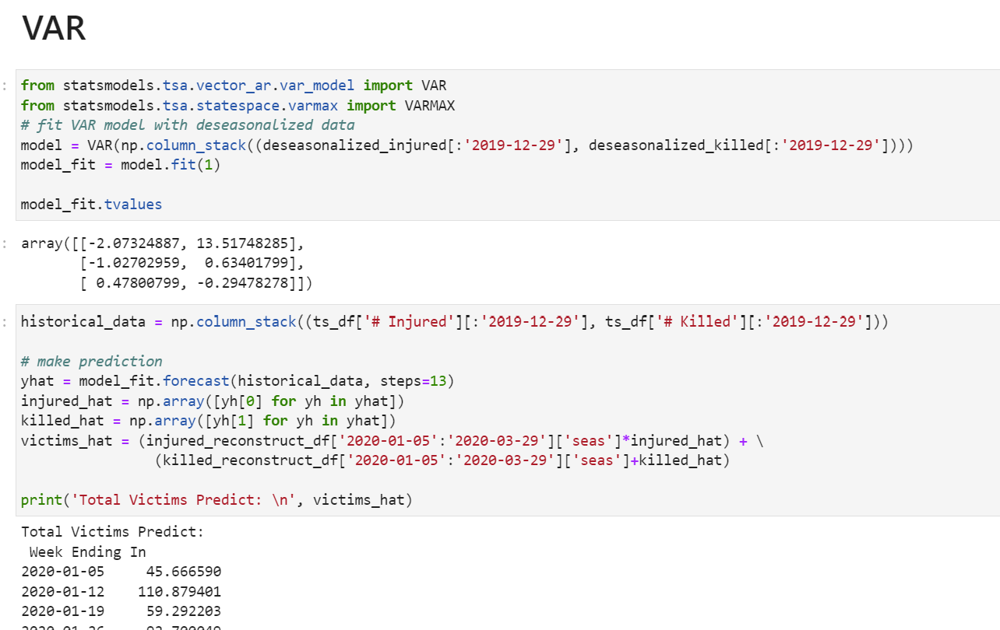 VAR
from statsmodels.tsa.vector_ar.var_model import VAR
from statsmodels.tsa.statespace.varmax import VARMAX
# fit VAR model with deseasonalized data
model = VAR(np.column_stack((deseasonalized_injured[:'2019-12-29'], deseasonalized_killed[:'2019-12-29'])))
model_fit = model.fit(1)
model_fit.tvalues
array([[-2.07324887, 13.51748285],
[-1.02702959,  0.63401799],
[ 0.47800799, -0.29478278]])
historical_data = np.column_stack((ts_df['# Injured'][:'2019-12-29'], ts_df['# Killed'][:'2019-12-29']))
# make prediction
yhat = model_fit.forecast(historical_data, steps=13)
injured_hat = np.array([yh[0] for yh in yhat])
killed_hat = np.array([yh[1] for yh in yhat])
victims_hat = (injured_reconstruct_df['2020-01-05':'2020-03-29']['seas']*injured_hat) + \
(killed_reconstruct_df['2020-01-05':'2020-03-29']['seas']+killed_hat)
print('Total Victims Predict: \n', victims_hat)
Total Victims Predict:
Week Ending In
2020-01-05     45.666590
2020-01-12    110.879401
2020-01-19     59.292203